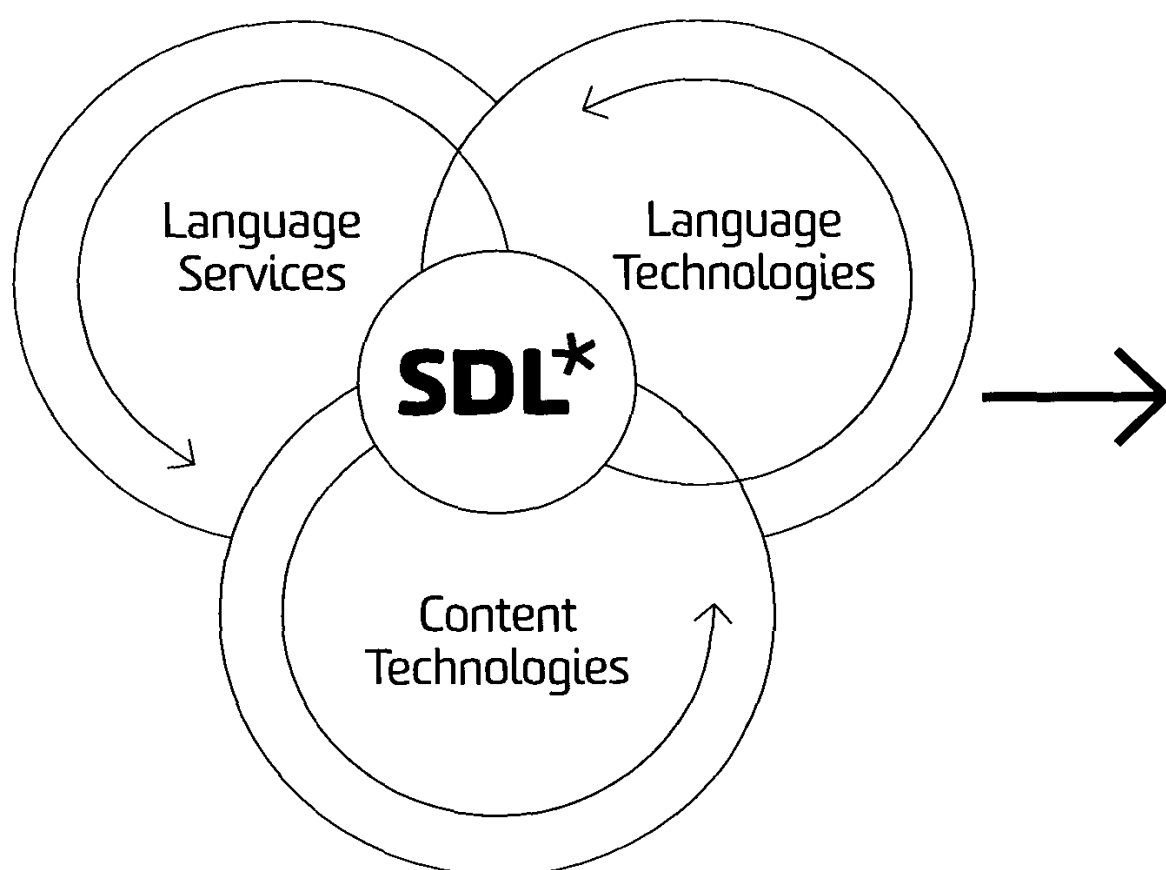 Language
Services
Language
Technologies
SDL*
Content
Technologies